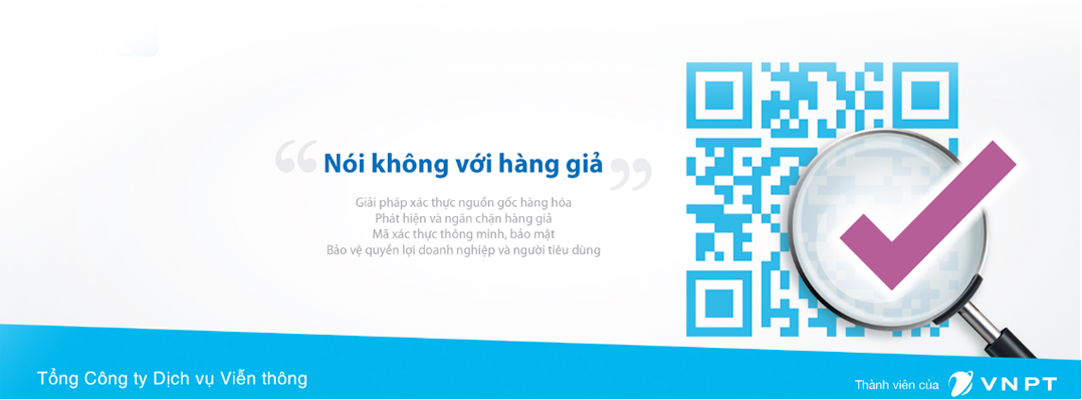 Nói không với hàng giả
Giải pháp xác thực nguồn gốc hàng hóa
Phát hiện và ngăn chặn hàng giả
Mã xác thực thông minh, bảo mật
Bảo vệ quyền lợi doanh nghiệp và người tiêu dùng
Tổng Công ty Dịch vụ Viễn thông
Thành viên của VNPT